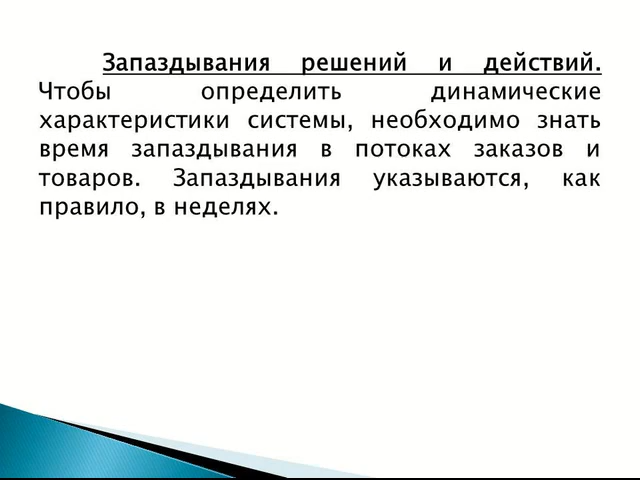 Запаздывания решений и действий.
Чтобы определить динамические
характеристики системы, необходимо знать
время запаздывания в потоках заказов и
товаров. Запаздывания указываются, как
правило, в неделях.